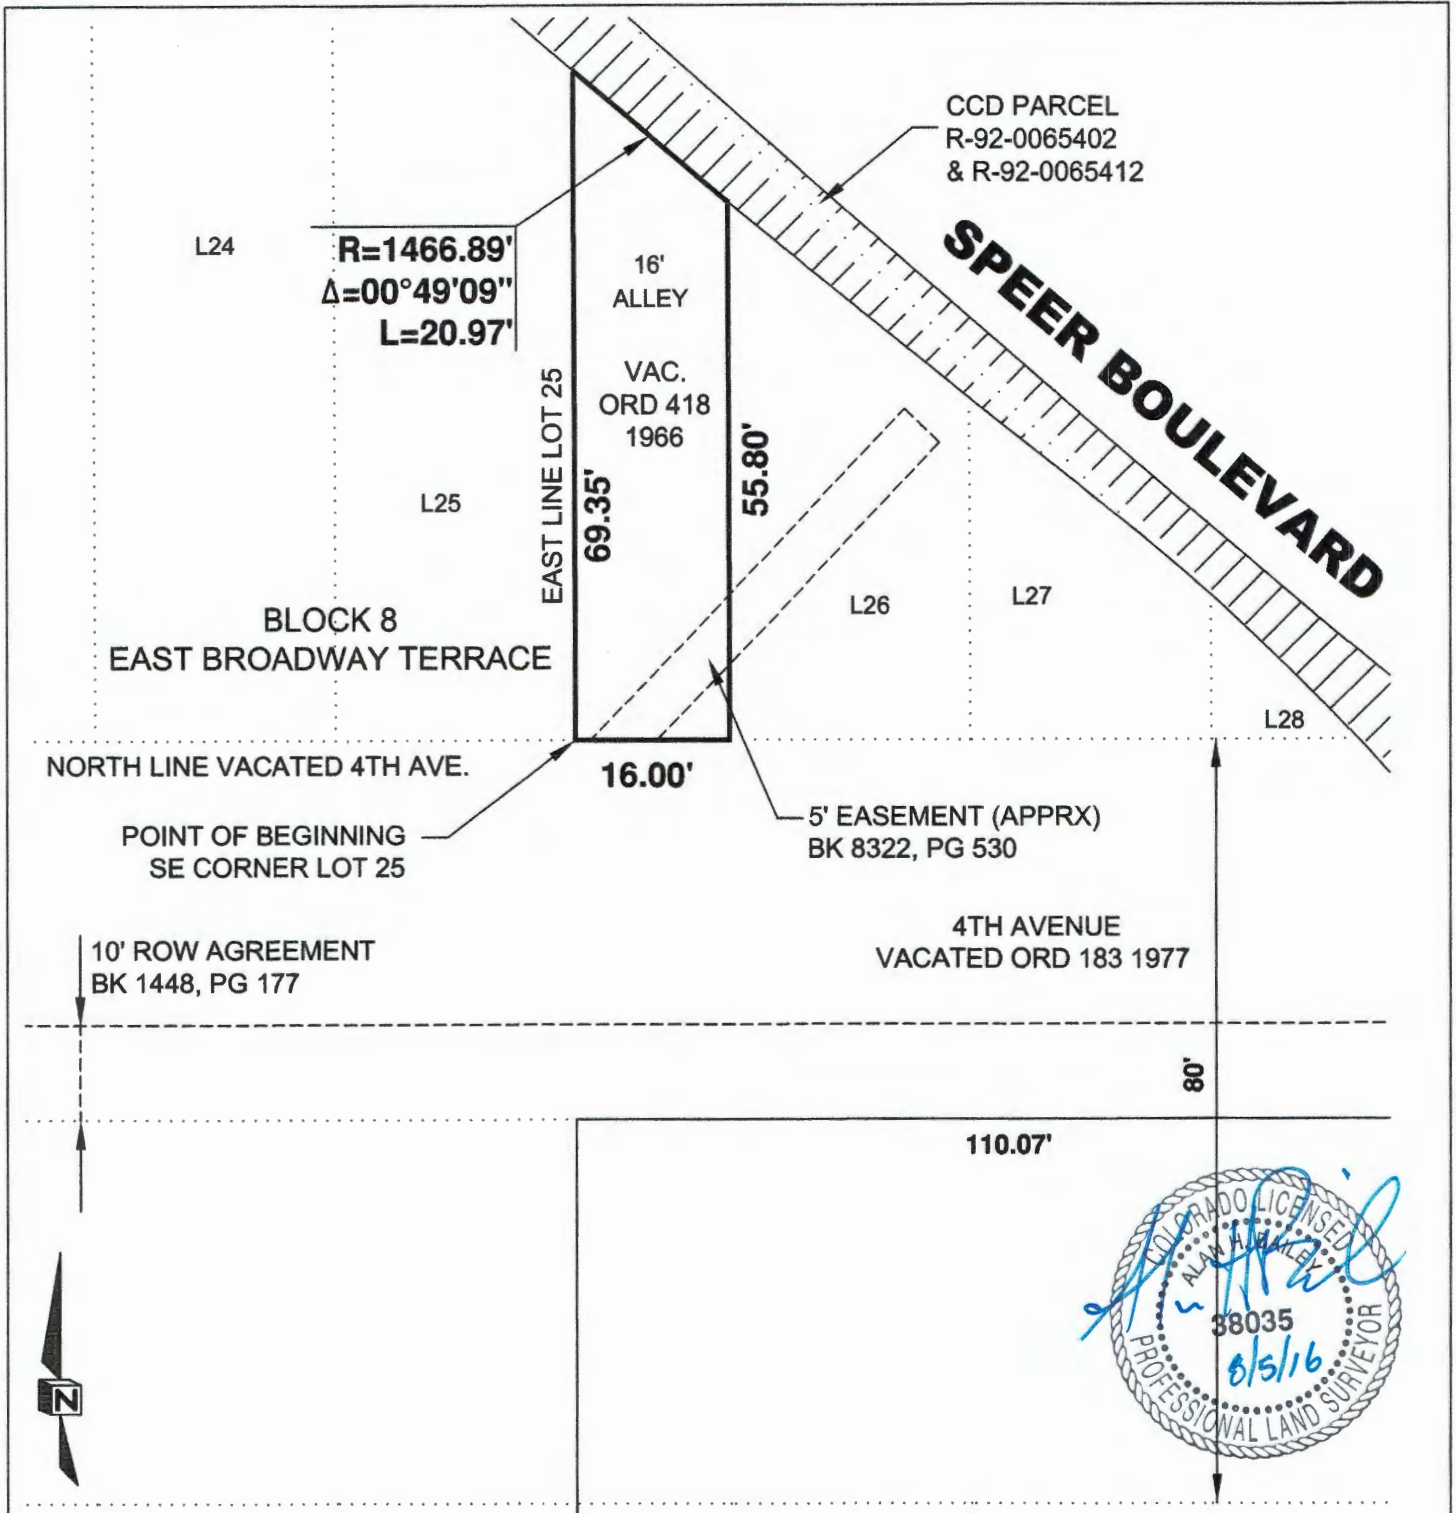 CCD PARCEL
R-92-0065402
& R-92-0065412
SPEER BOULEVARD
L24
R=1466.89'
Δ=00°49'09"
L=20.97'
16'
ALLEY
VAC.
ORD 418
1966
EAST LINE LOT 25
69.35'
55.80'
L25
L26
L27
L28
BLOCK 8
EAST BROADWAY TERRACE
NORTH LINE VACATED 4TH AVE.
16.00'
POINT OF BEGINNING
SE CORNER LOT 25
5' EASEMENT (APPRX)
BK 8322, PG 530
10' ROW AGREEMENT
BK 1448, PG 177
4TH AVENUE
VACATED ORD 183 1977
80'
110.07'
COLORADO LICENSED
ALAN H. BAILEY
38035
8/5/16
PROFESSIONAL LAND SURVEYOR
N